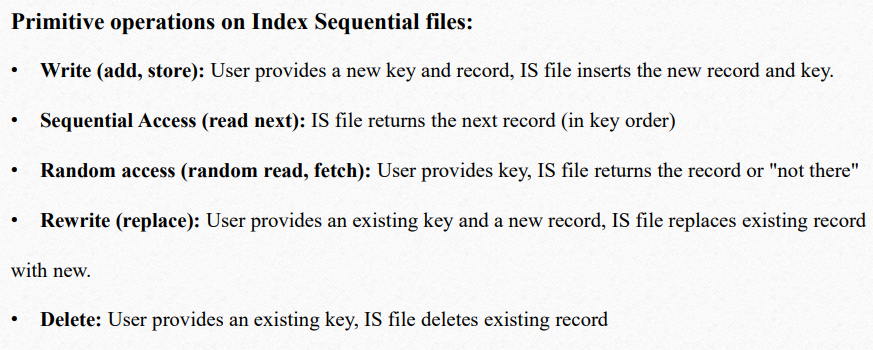 Primitive operations on Index Sequential files:
• Write (add, store): User provides a new key and record, IS file inserts the new record and key.
• Sequential Access (read next): IS file returns the next record (in key order)
• Random access (random read, fetch): User provides key, IS file returns the record or "not there"
• Rewrite (replace): User provides an existing key and a new record, IS file replaces existing record
with new.
• Delete: User provides an existing key, IS file deletes existing record